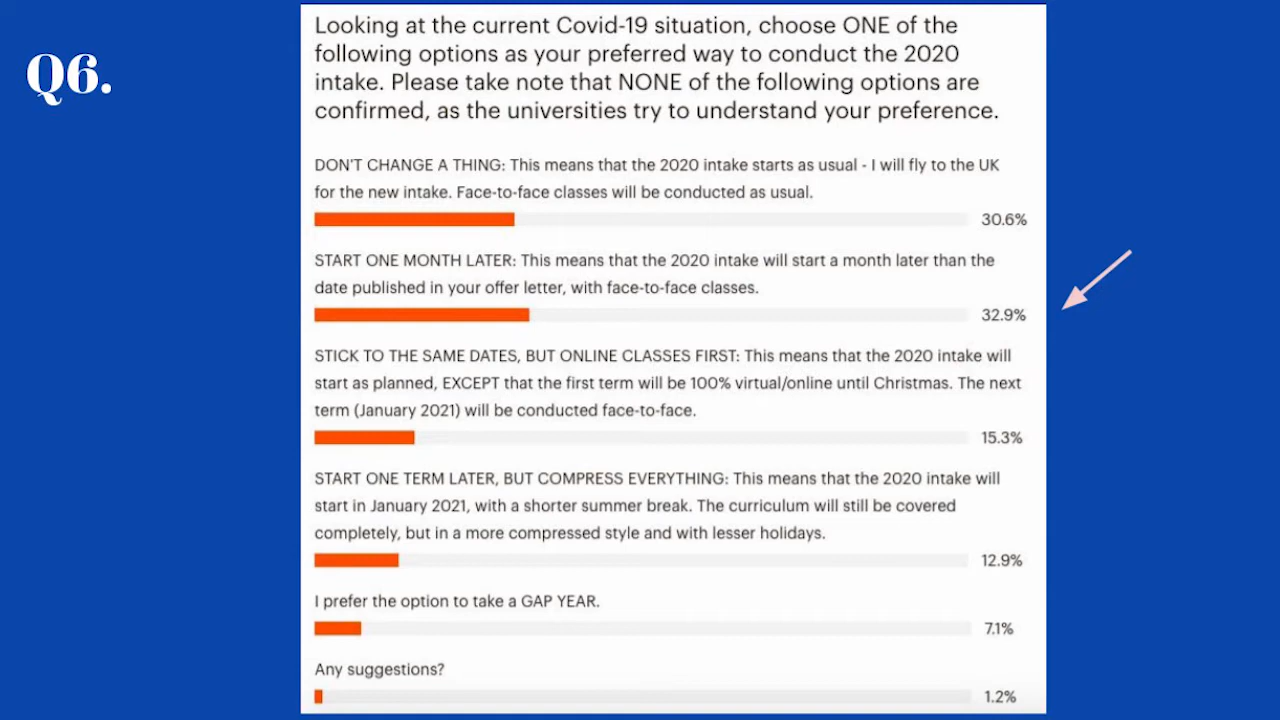 Q6.
Looking at the current Covid-19 situation, choose ONE of the
following options as your preferred way to conduct the 2020
intake. Please take note that NONE of the following options are
confirmed, as the universities try to understand your preference.
DON'T CHANGE A THING: This means that the 2020 intake starts as usual - I will fly to the UK
for the new intake. Face-to-face classes will be conducted as usual.
30.6%
START ONE MONTH LATER: This means that the 2020 intake will start a month later than the
date published in your offer letter, with face-to-face classes.
32.9%
STICK TO THE SAME DATES, BUT ONLINE CLASSES FIRST: This means that the 2020 intake will
start as planned, EXCEPT that the first term will be 100% virtual/online until Christmas. The next
term (January 2021) will be conducted face-to-face.
15.3%
START ONE TERM LATER, BUT COMPRESS EVERYTHING: This means that the 2020 intake will
start in January 2021, with a shorter summer break. The curriculum will still be covered
completely, but in a more compressed style and with lesser holidays.
12.9%
I prefer the option to take a GAP YEAR.
7.1%
Any suggestions?
1.2%